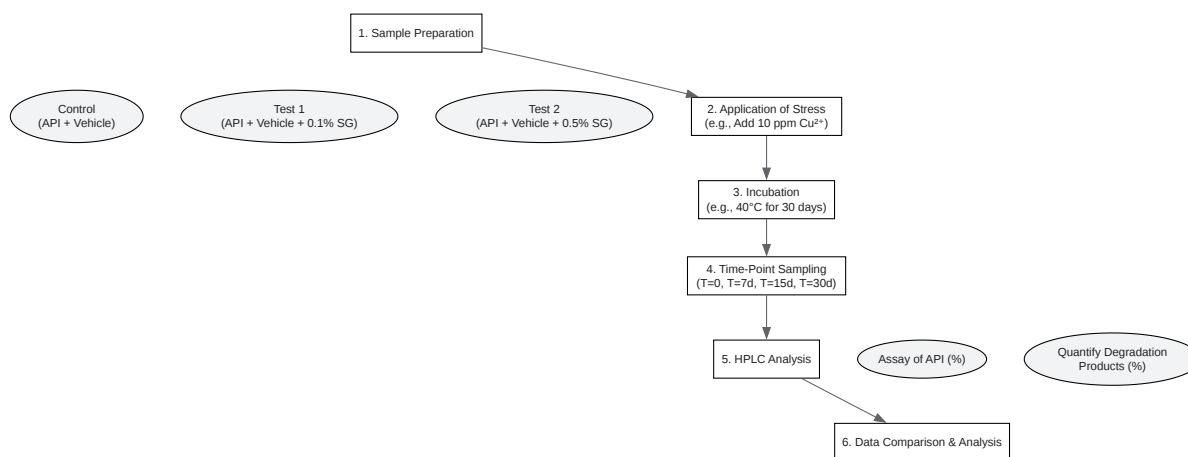 1. Sample Preparation
Control
(API + Vehicle)
Test 1
(API + Vehicle + 0.1% SG)
Test 2
(API + Vehicle + 0.5% SG)
2. Application of Stress
(e.g., Add 10 ppm Cu²⁺)
3. Incubation
(e.g., 40°C for 30 days)
4. Time-Point Sampling
(T=0, T=7d, T=15d, T=30d)
5. HPLC Analysis
Assay of API (%)
Quantify Degradation
Products (%)
6. Data Comparison & Analysis